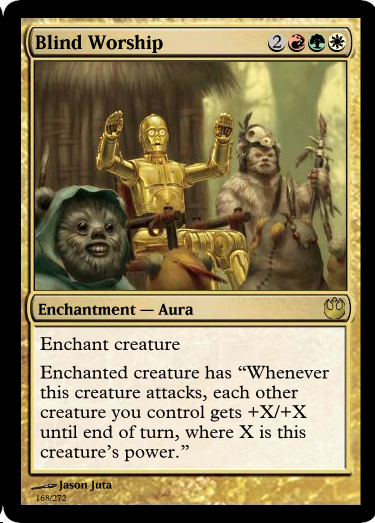 Blind Worship 2
Enchantment — Aura
Enchant creature
Enchanted creature has “Whenever
this creature attacks, each other
creature you control gets +X/+X
until end of turn, where X is this
creature’s power.”
Jason Juta
168/272